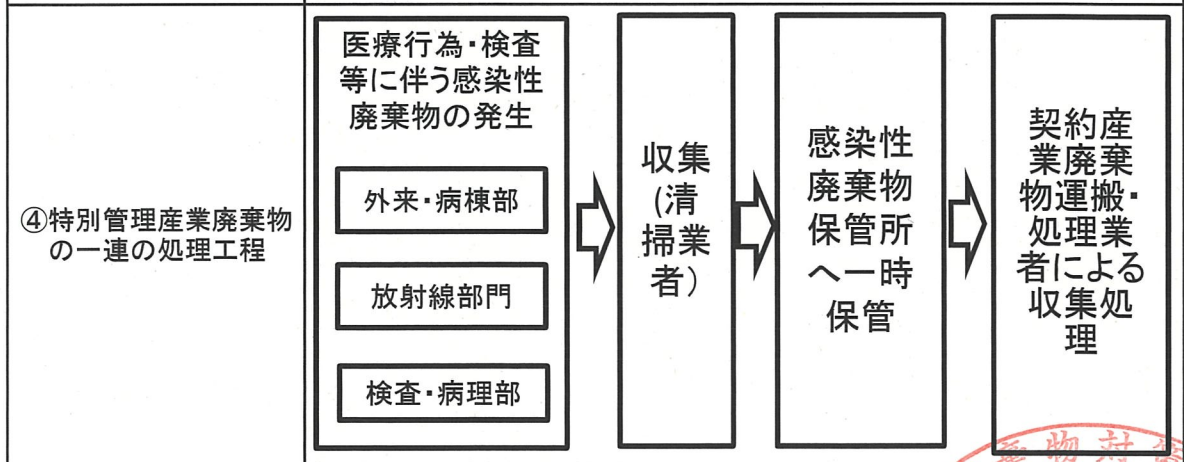 ④特別管理産業廃棄物
の一連の処理工程
医療行為・検査
等に伴う感染性
廃棄物の発生
外来・病棟部
放射線部門
検査・病理部
収集
(清
掃業
者）
感染性
廃棄物
保管所
へ一時
保管
契約産
業廃棄
物運搬・
処理業
者による
収集処
理
物対